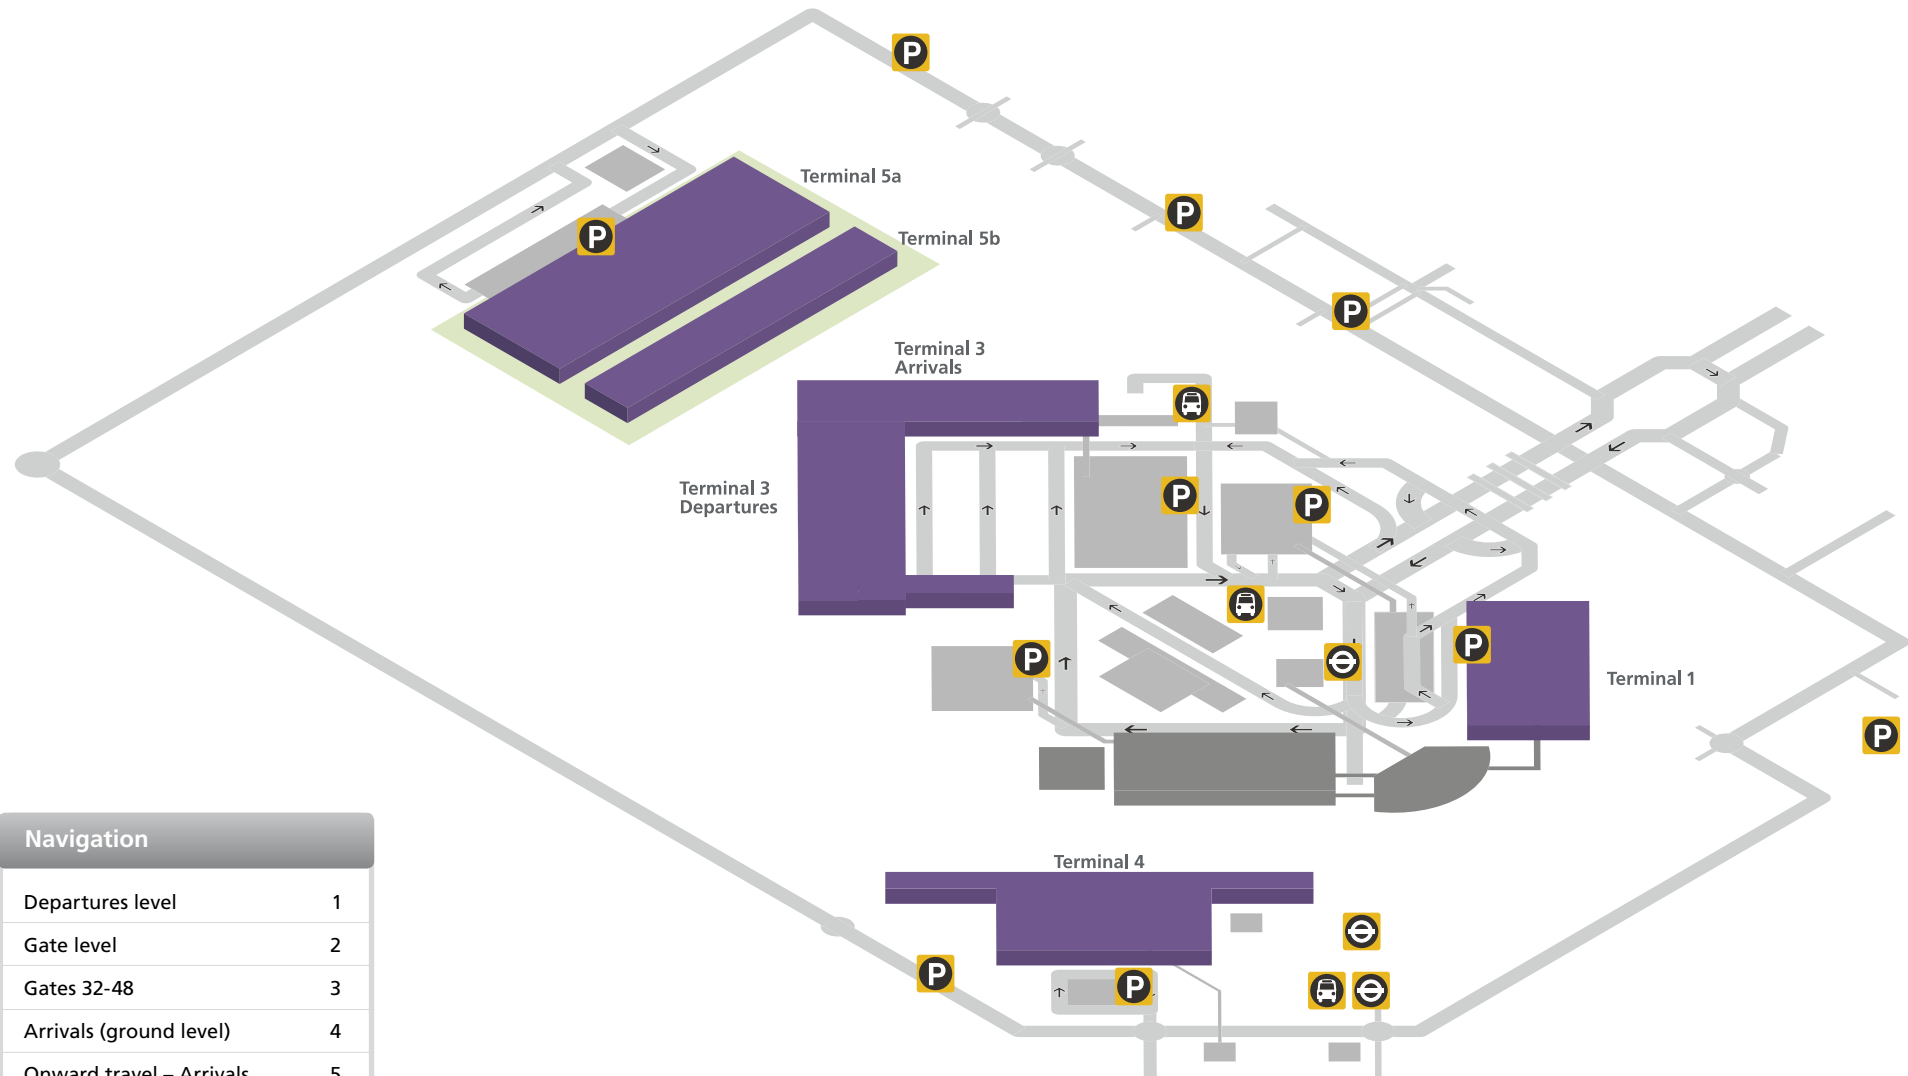 P
Terminal 5a
P
Terminal 5b
P
P
Terminal 3
Arrivals
Terminal 3
Departures
P
P
P
P
Terminal 1
P
Terminal 4
P
P
Navigation
Departures level 1
Gate level 2
Gates 32-48 3
Arrivals (ground level) 4
Onward travel – Arrivals 5